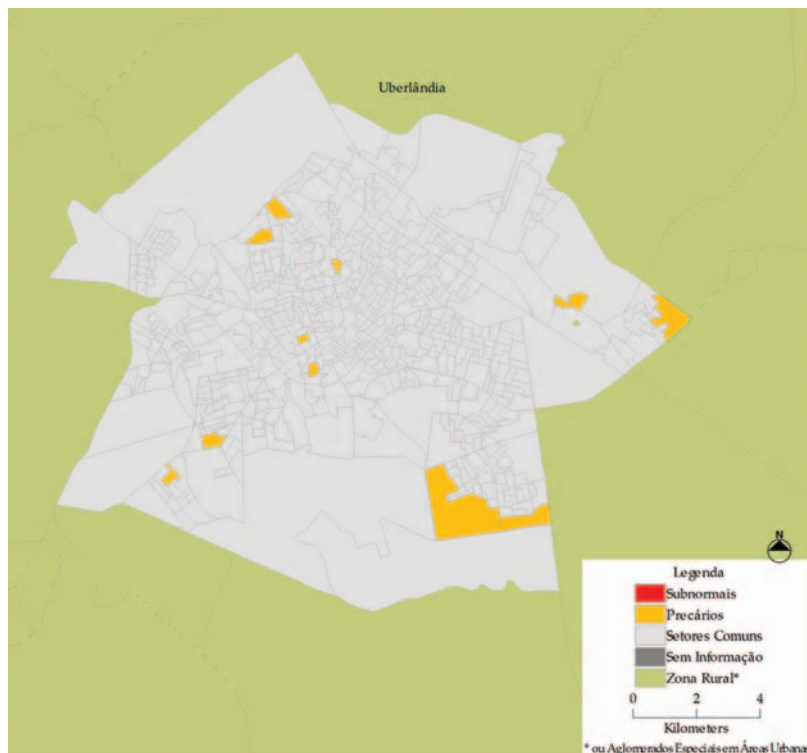 Uberlândia
N
Legenda
Subnormais
Precários
Setores Comuns
Sem Informação
Zona Rural*
0 2 4
Kilometers
* ou Aglomerados Especiais em Áreas Urbanas